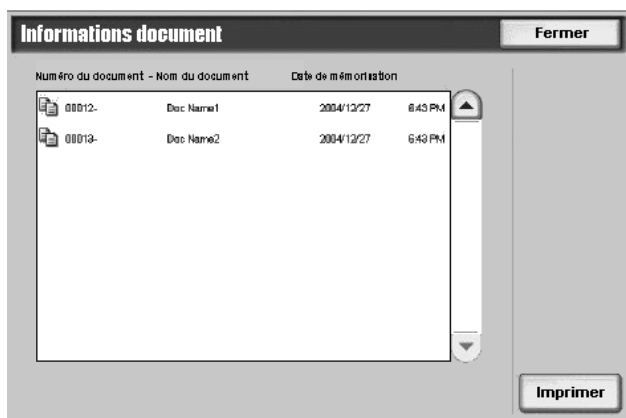 Informations document
Fermer
Numéro du document - Nom du document Date de mémorisation
00012- Doc Name1 2004/12/27 6:43 PM
00013- Doc Name2 2004/12/27 6:43 PM
Imprimer